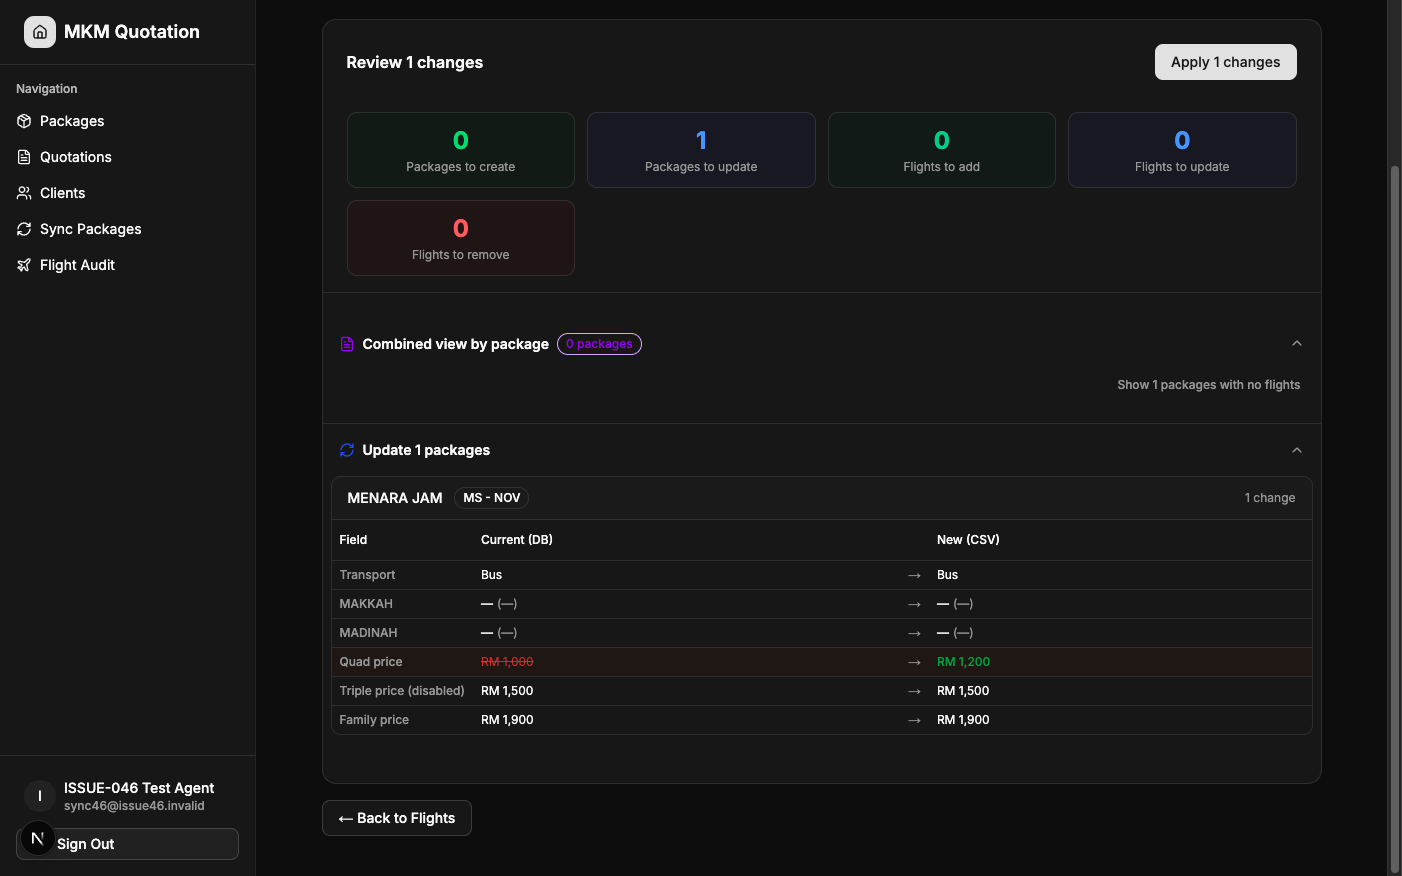 MKM Quotation
Navigation
Packages
Quotations
Clients
Sync Packages
Flight Audit
I
ISSUE-046 Test Agent
sync46@issue46.invalid
N
Sign Out
Review 1 changes
Apply 1 changes
0
Packages to create
1
Packages to update
0
Flights to add
0
Flights to update
0
Flights to remove
Combined view by package 0 packages
Show 1 packages with no flights
Update 1 packages
MENARA JAM MS - NOV 1 change
Field Current (DB) New (CSV)
Transport Bus → Bus
MAKKAH — (—) → — (—)
MADINAH — (—) → — (—)
Quad price RM 1,000 → RM 1,200
Triple price (disabled) RM 1,500 → RM 1,500
Family price RM 1,900 → RM 1,900
← Back to Flights